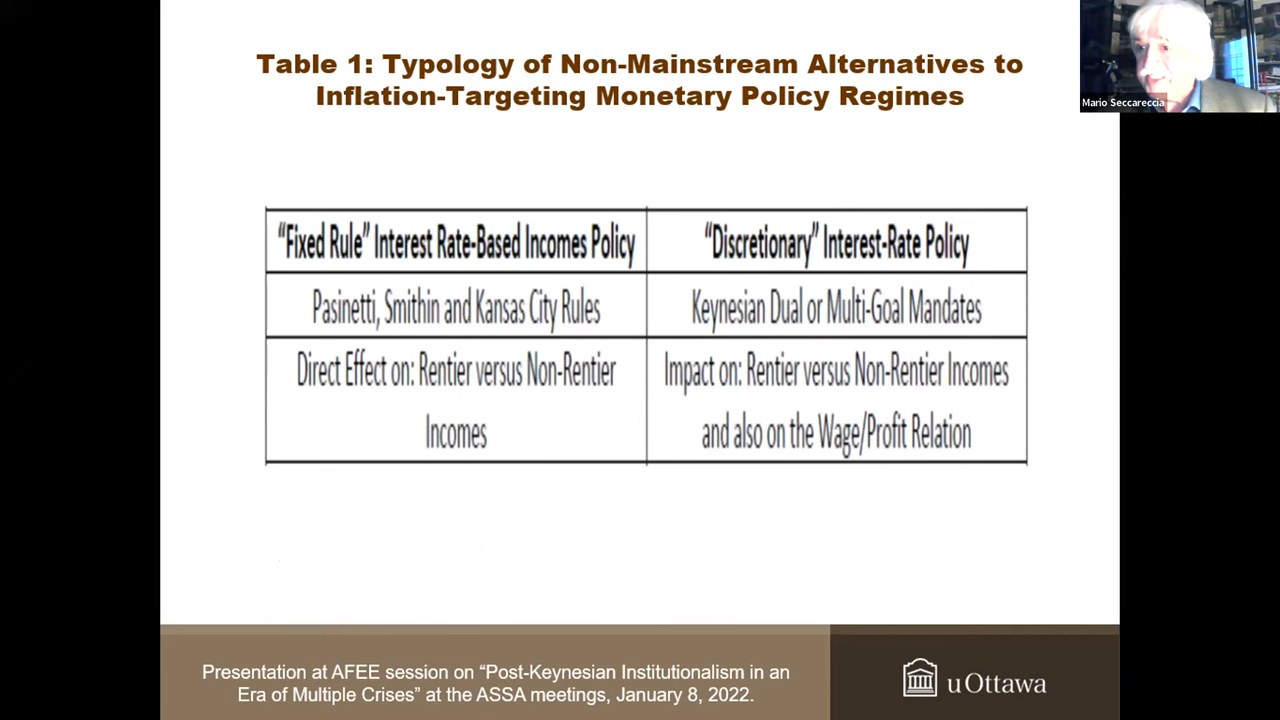 Table 1: Typology of Non-Mainstream Alternatives to
Inflation-Targeting Monetary Policy Regimes
Mario Seccareccia
“Fixed Rule” Interest Rate-Based Incomes Policy
“Discretionary” Interest-Rate Policy
Pasinetti, Smithin and Kansas City Rules
Keynesian Dual or Multi-Goal Mandates
Direct Effect on: Rentier versus Non-Rentier
Incomes
Impact on: Rentier versus Non-Rentier Incomes
and also on the Wage/Profit Relation
Presentation at AFEE session on “Post-Keynesian Institutionalism in an
Era of Multiple Crises” at the ASSA meetings, January 8, 2022.
uOttawa